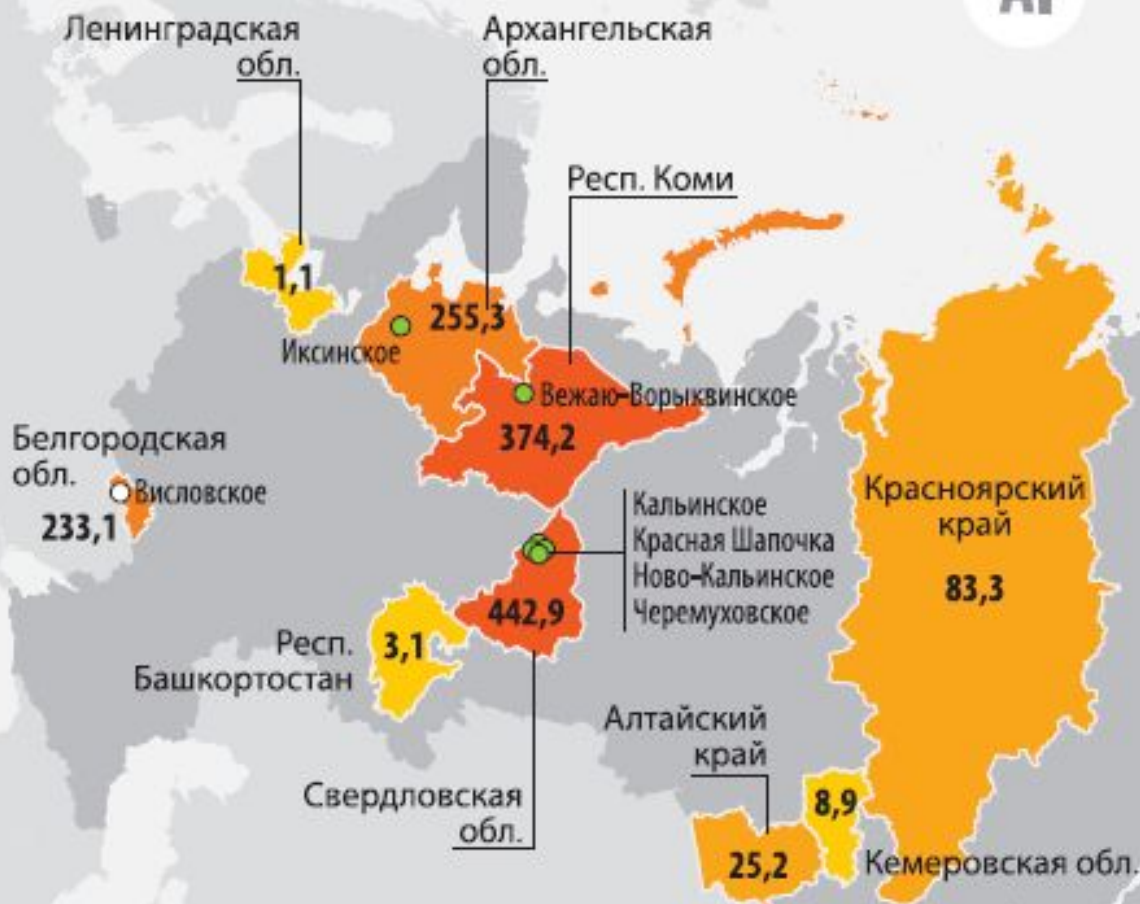 Al
Ленинградская
обл.
Архангельская
обл.
Респ. Коми
1,1
255,3
Иксинское
Вежаю-Ворыквинское
374,2
Белгородская
обл.
Висловское
233,1
Кальинское
Красная Шапочка
Ново-Кальинское
Черемуховское
Красноярский
край
83,3
442,9
3,1
Респ.
Башкортостан
Алтайский
край
Свердловская
обл.
8,9
25,2
Кемеровская обл.